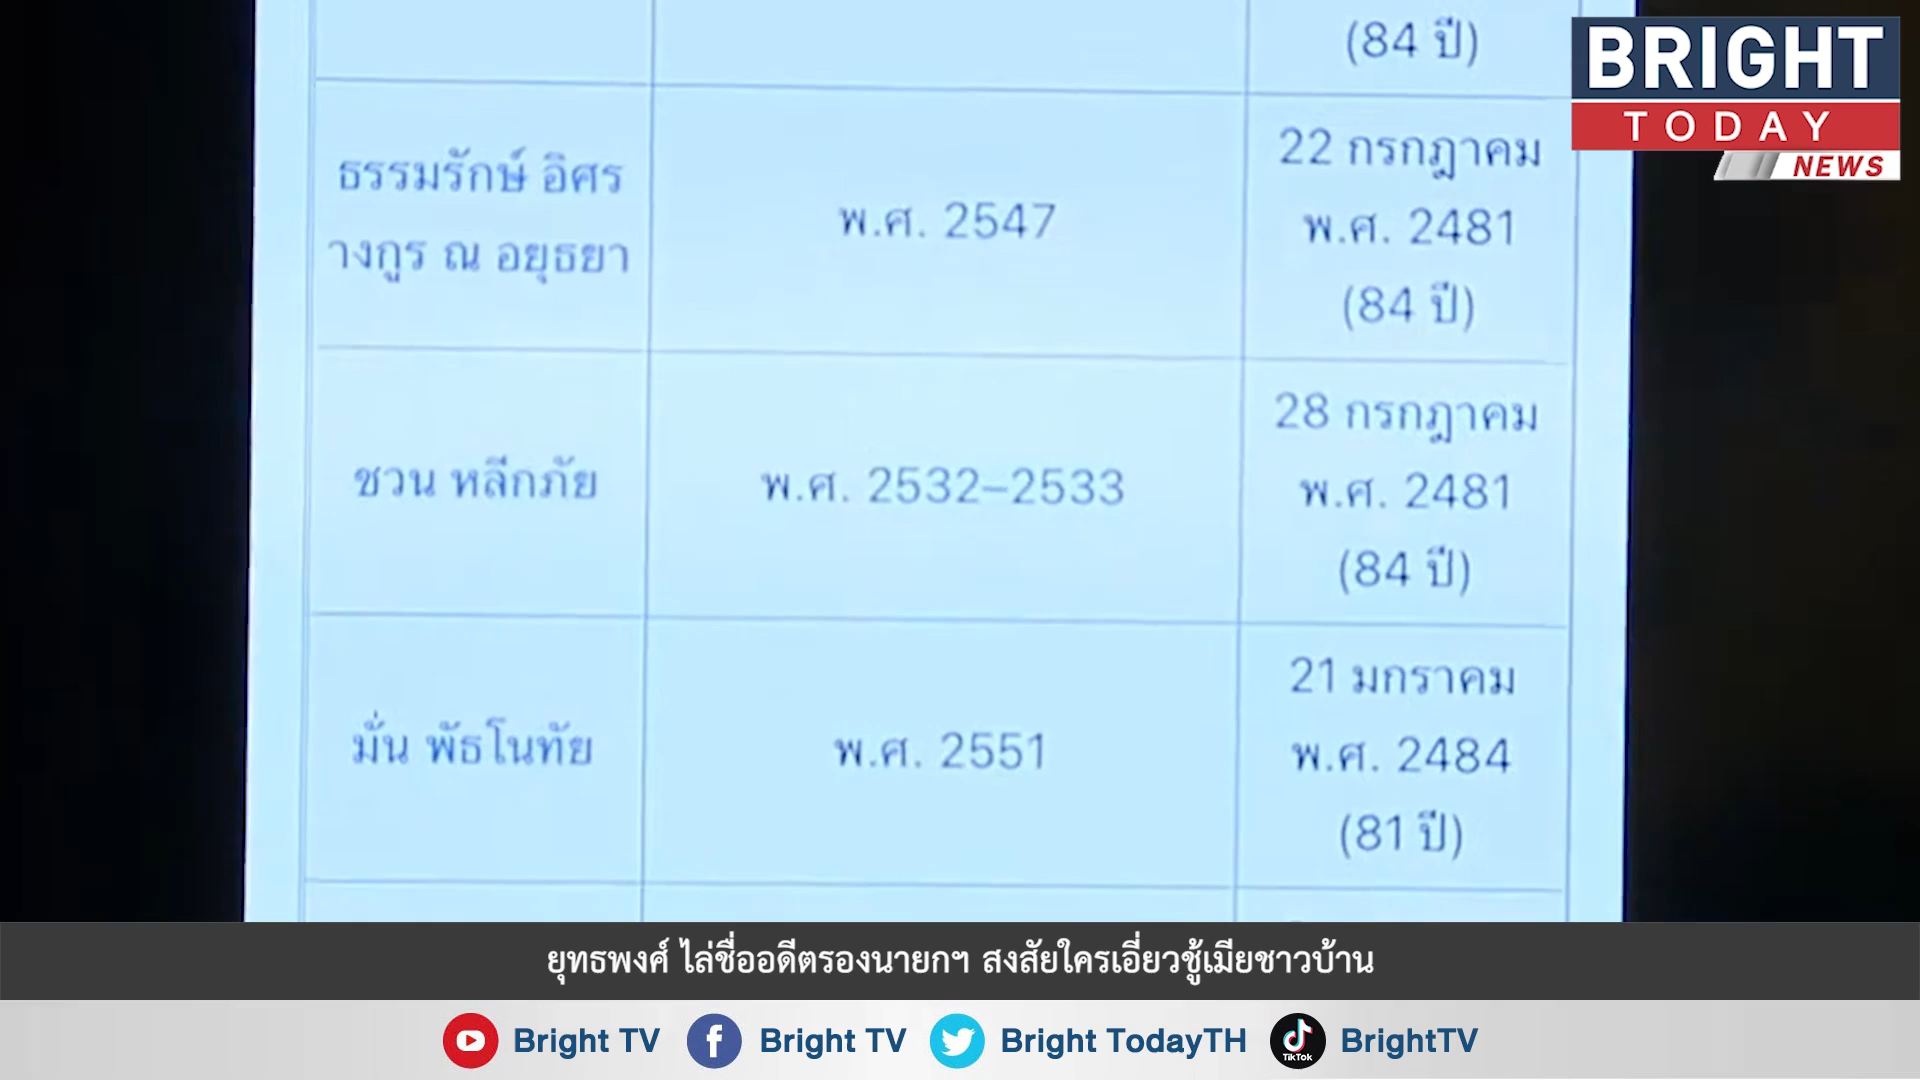 (84 ปี)
BRIGHT
TODAY
NEWS
ธรรมรักษ์ อิศร
างกูร ณ อยุธยา
พ.ศ. 2547
22 กรกฎาคม
พ.ศ. 2481
(84 ปี)
ชวน หลีกภัย
พ.ศ. 2532–2533
28 กรกฎาคม
พ.ศ. 2481
(84 ปี)
มั่น พัธโนทัย
พ.ศ. 2551
21 มกราคม
พ.ศ. 2484
(81 ปี)
ยุทธพงศ์ ไล่ชื่ออดีตรองนายกฯ สงสัยใครเอี่ยวชู้เมียชาวบ้าน
Bright TV
Bright TV
Bright TodayTH
TikTok
BrightTV